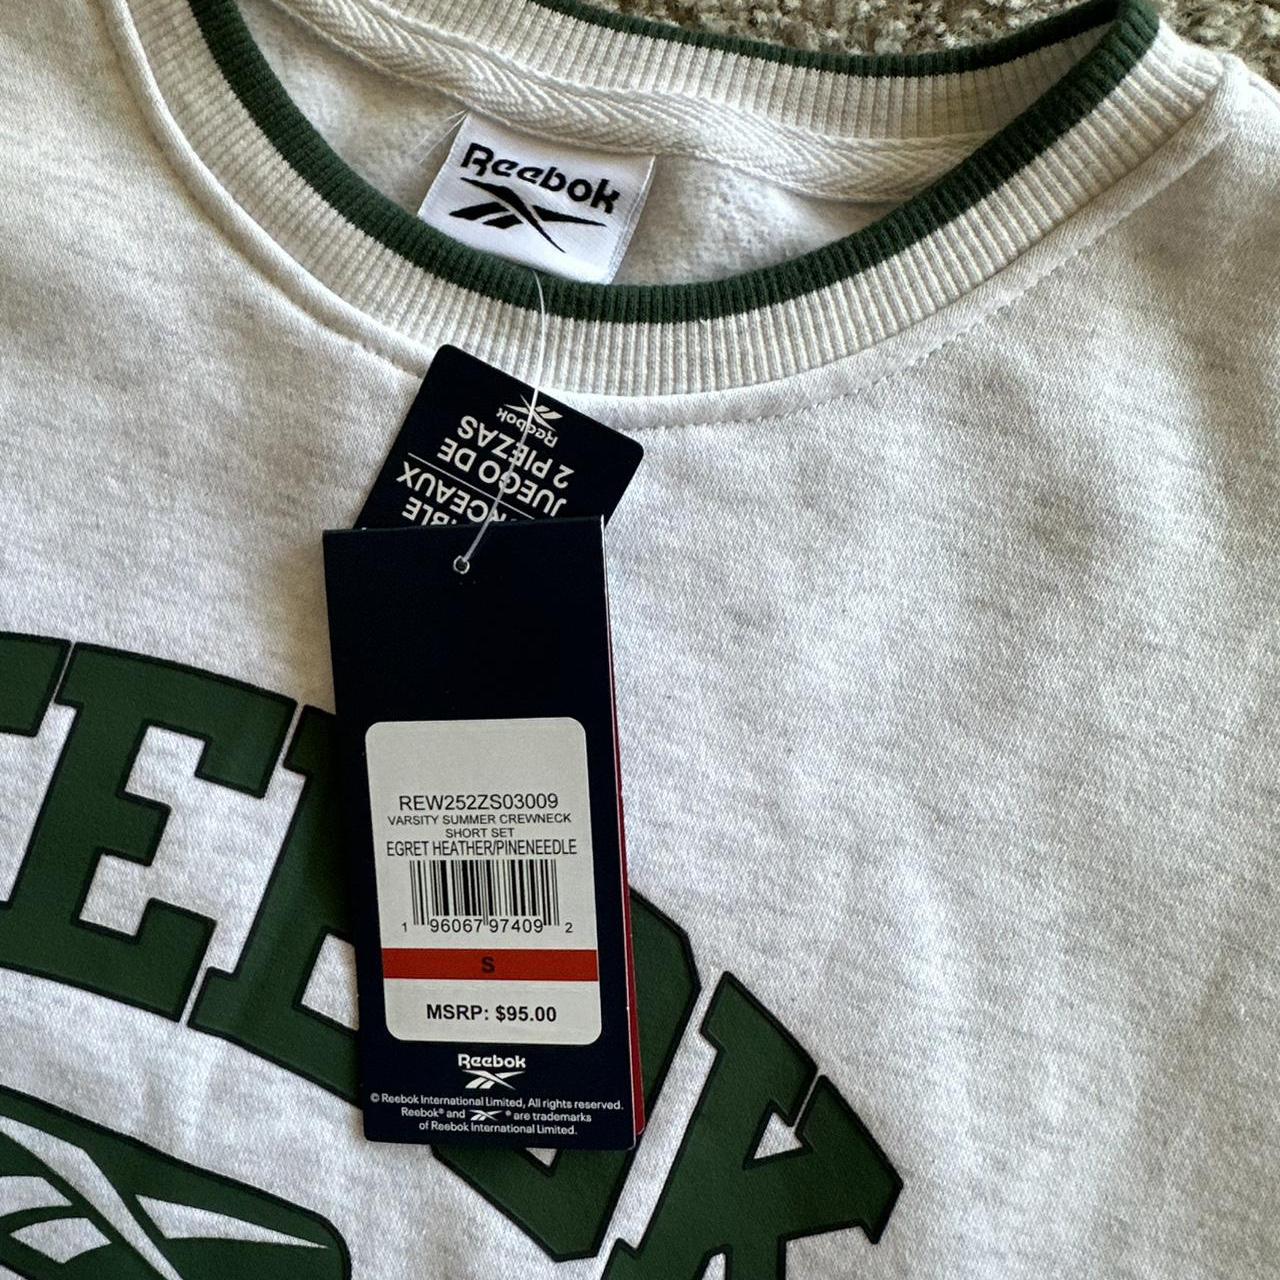 Reebok
Reebok
2 PIEZAS
JUEGO DE
REW252ZS03009
VARSITY SUMMER CREWNECK
SHORT SET
EGRET HEATHER/PINENEEDLE
1 96067 97409 2
S
MSRP: $95.00
Reebok
© Reebok International Limited, All rights reserved.
Reebok® and ® are trademarks
of Reebok International Limited.